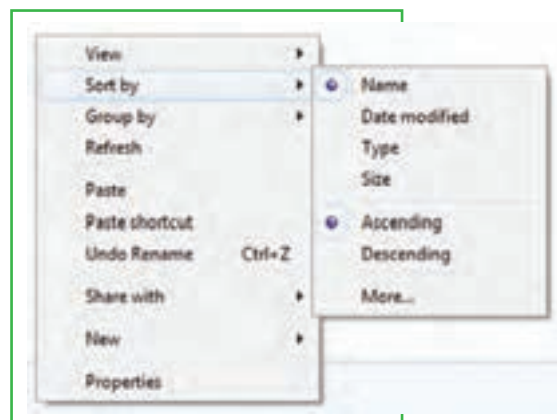 View
Sort by
Group by
Refresh
Paste
Paste shortcut
Undo Rename Ctrl+Z
Share with
New
Properties
Name
Date modified
Type
Size
Ascending
Descending
More...